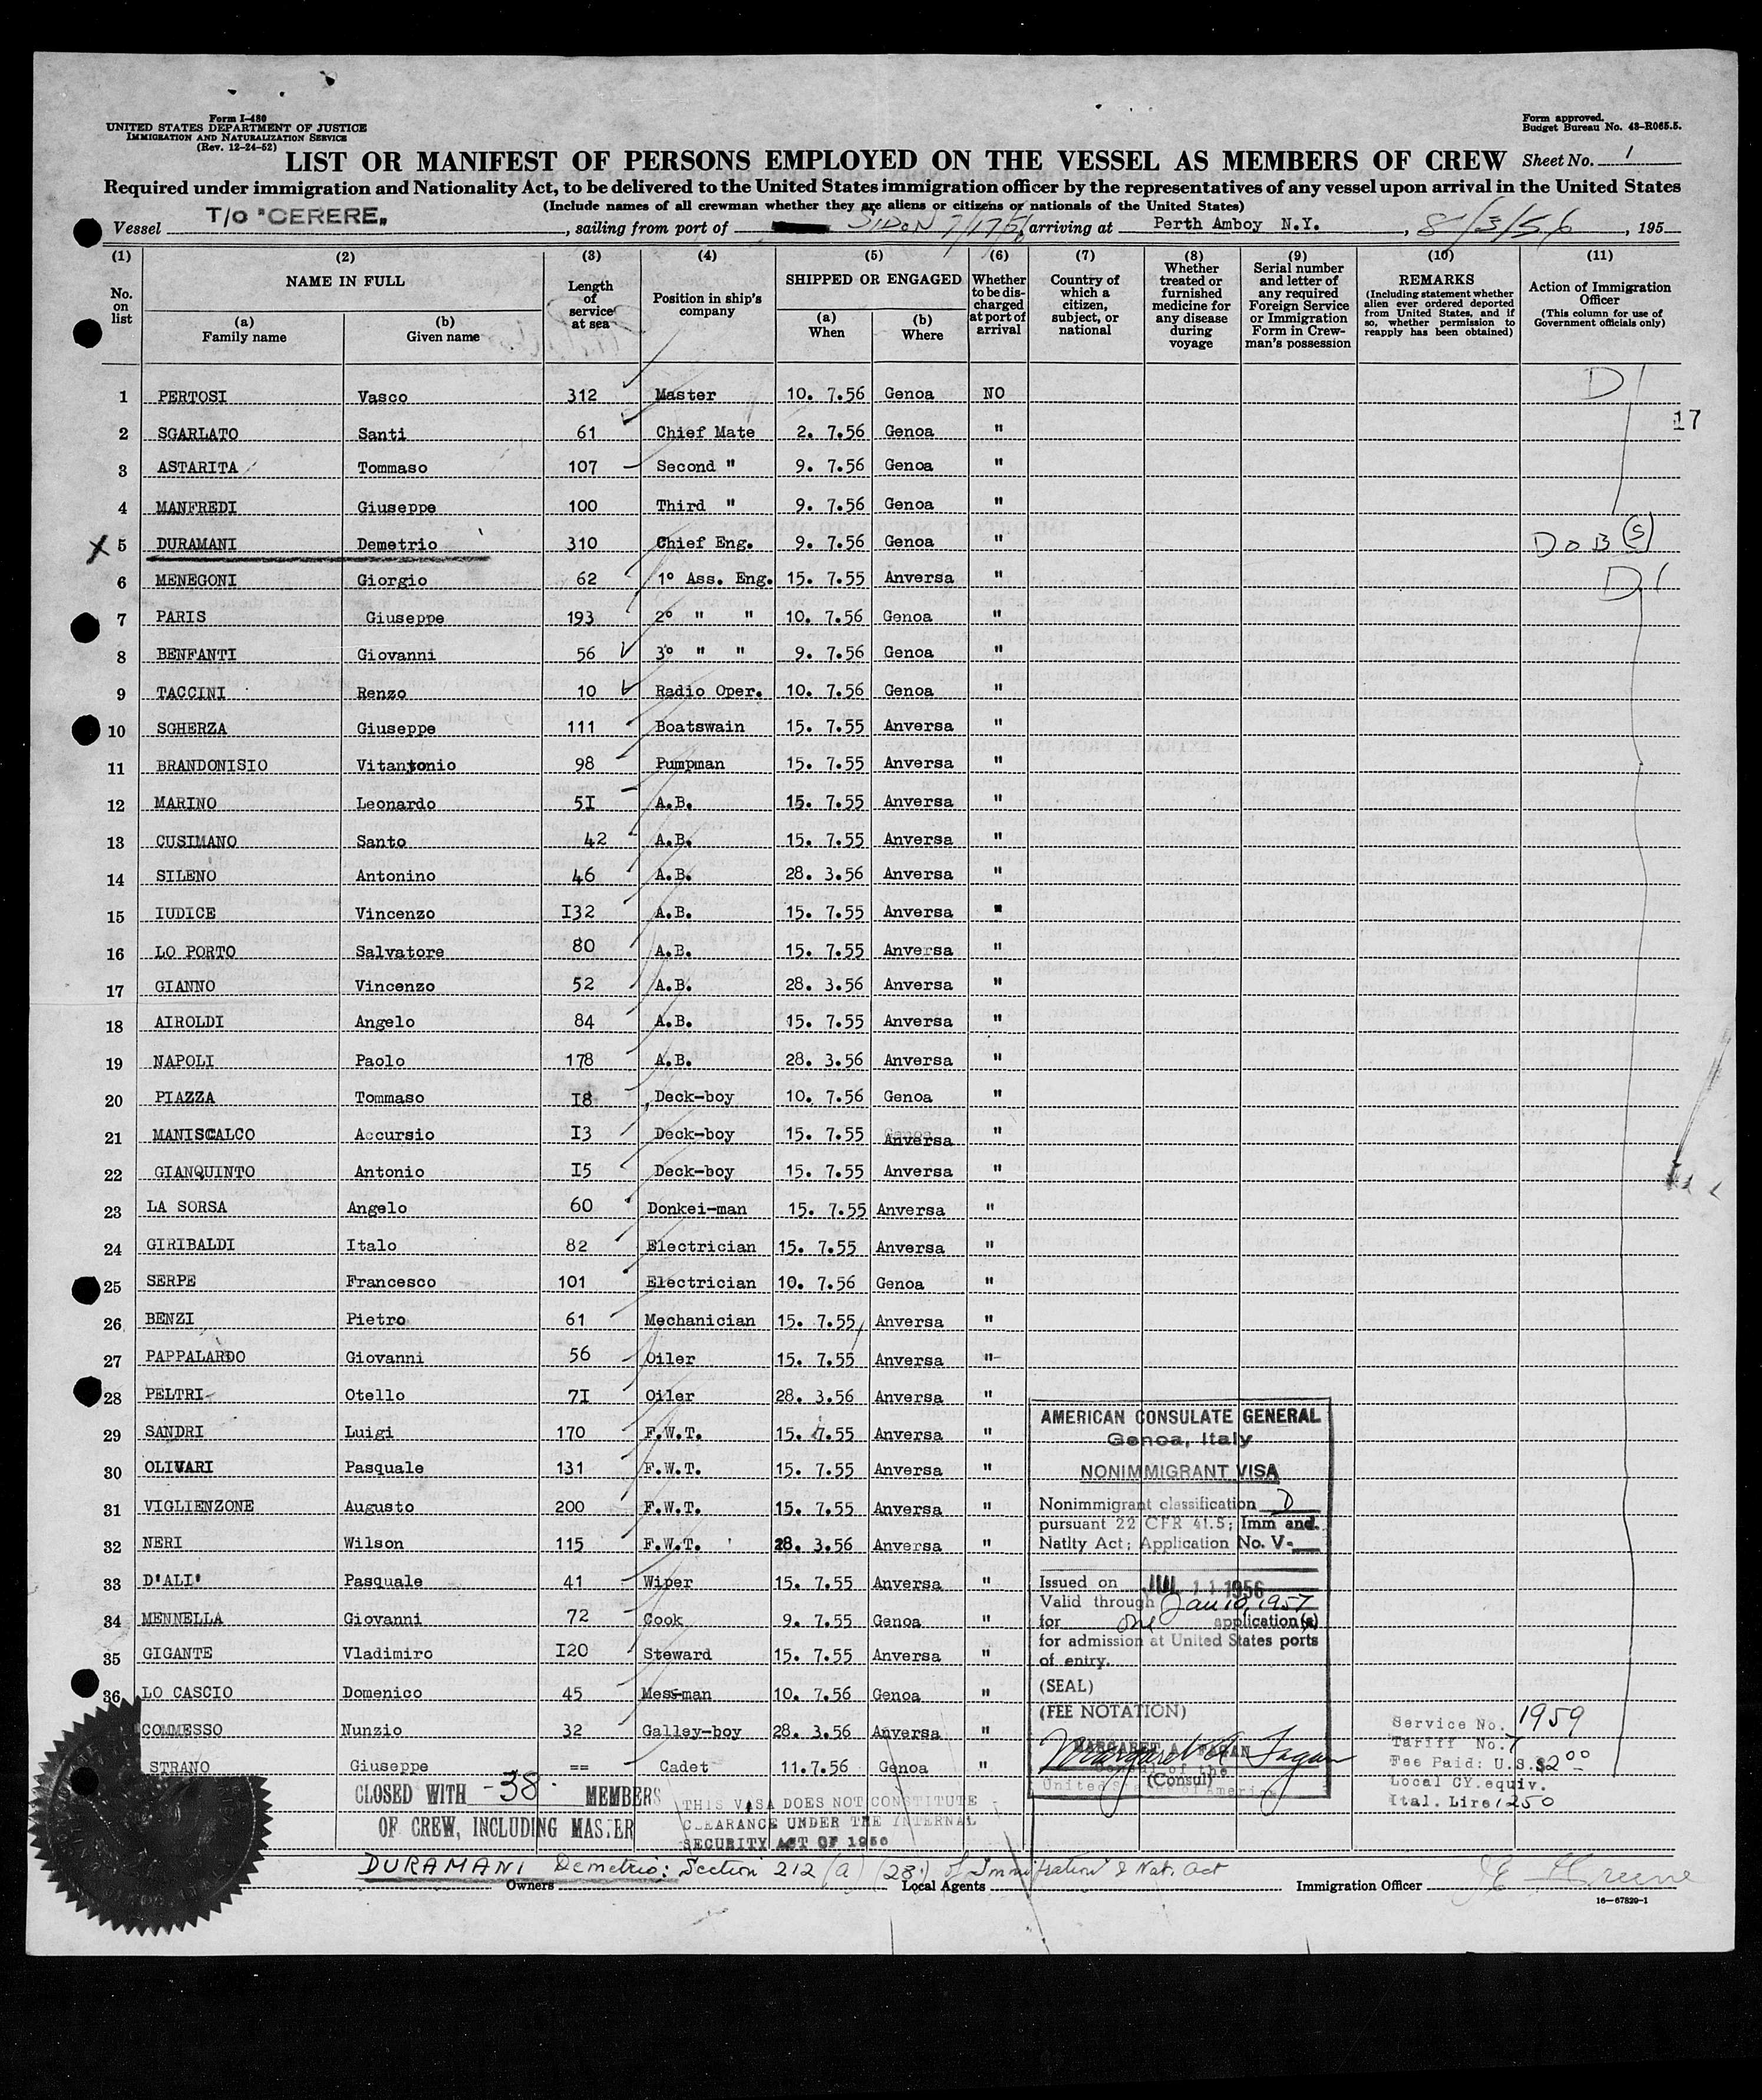 Form I-480
UNITED STATES DEPARTMENT OF JUSTICE
IMMIGRATION AND NATURALIZATION SERVICE
(Rev. 12-24-52)
Form approved.
Budget Bureau No. 43-R065.5.
LIST OR MANIFEST OF PERSONS EMPLOYED ON THE VESSEL AS MEMBERS OF CREW Sheet No. 1
Required under immigration and Nationality Act, to be delivered to the United States immigration officer by the representatives of any vessel upon arrival in the United States
(Include names of all crewman whether they are aliens or citizens or nationals of the United States)
Vessel T/o "CERERE" , sailing from port of SIDON 7/17/56, arriving at Perth Amboy N.Y. , 8/3/56 , 195
(1) (2) (3) (4) (5) (6) (7) (8) (9) (10) (11)
No. on list
NAME IN FULL
(a) Family name
(b) Given name
Length of service at sea
Position in ship's company
SHIPPED OR ENGAGED
(a) When
(b) Where
Whether to be discharged at port of arrival
Country of which a citizen, subject, or national
Whether treated or furnished medicine for any disease during voyage
Serial number and letter of any required Foreign Service or Immigration Form in Crewman's possession
REMARKS
(Including statement whether alien ever ordered deported from United States, and if so, whether permission to reapply has been obtained)
Action of Immigration Officer
(This column for use of Government officials only)
1 PERTOSI Vasco 312 Master 10. 7.56 Genoa NO D1
17
2 SGARLATO Santi 61 Chief Mate 2. 7.56 Genoa "
3 ASTARITA Tommaso 107 Second " 9. 7.56 Genoa "
4 MANFREDI Giuseppe 100 Third " 9. 7.56 Genoa "
X 5 DURAMANI Demetrio 310 Chief Eng. 9. 7.56 Genoa " D o B (S)
6 MENEGONI Giorgio 62 1° Ass. Eng. 15. 7.55 Anversa " D1
7 PARIS Giuseppe 193 2° " " 10. 7.56 Genoa "
8 BENFANTI Giovanni 56 3° " " 9. 7.56 Genoa "
9 TACCINI Renzo 10 Radio Oper. 10. 7.56 Genoa "
10 SGHERZA Giuseppe 111 Boatswain 15. 7.55 Anversa "
11 BRANDONISIO Vitantonio 98 Pumpman 15. 7.55 Anversa "
12 MARINO Leonardo 5I A.B. 15. 7.55 Anversa "
13 CUSIMANO Santo 42 A.B. 15. 7.55 Anversa "
14 SILENO Antonino 46 A.B. 28. 3.56 Anversa "
15 IUDICE Vincenzo I32 A.B. 15. 7.55 Anversa "
16 LO PORTO Salvatore 80 A.B. 15. 7.55 Anversa "
17 GIANNO Vincenzo 52 A.B. 28. 3.56 Anversa "
18 AIROLDI Angelo 84 A.B. 15. 7.55 Anversa "
19 NAPOLI Paolo 178 A.B. 28. 3.56 Anversa "
20 PIAZZA Tommaso I8 Deck-boy 10. 7.56 Genoa "
21 MANISCALCO Accursio I3 Deck-boy 15. 7.55 Anversa "
22 GIANQUINTO Antonio I5 Deck-boy 15. 7.55 Anversa "
23 LA SORSA Angelo 60 Donkei-man 15. 7.55 Anversa "
24 GIRIBALDI Italo 82 Electrician 15. 7.55 Anversa "
25 SERPE Francesco 101 Electrician 10. 7.56 Genoa "
26 BENZI Pietro 61 Mechanician 15. 7.55 Anversa "
27 PAPPALARDO Giovanni 56 Oiler 15. 7.55 Anversa "
28 PELTRI Otello 7I Oiler 28. 3.56 Anversa "
29 SANDRI Luigi 170 F.W.T. 15. 7.55 Anversa "
30 OLIVARI Pasquale 131 F.W.T. 15. 7.55 Anversa "
31 VIGLIENZONE Augusto 200 F.W.T. 15. 7.55 Anversa "
32 NERI Wilson 115 F.W.T. 28. 3.56 Anversa "
33 D'ALI' Pasquale 41 Wiper 15. 7.55 Anversa "
34 MENNELLA Giovanni 72 Cook 9. 7.55 Genoa "
35 GIGANTE Vladimiro I20 Steward 15. 7.55 Anversa "
36 LO CASCIO Domenico 45 Mess-man 10. 7.56 Genoa "
COMMESSO Nunzio 32 Galley-boy 28. 3.56 Anversa "
STRANO Giuseppe == Cadet 11.7.56 Genoa "
AMERICAN CONSULATE GENERAL
Genoa, Italy
NONIMMIGRANT VISA
Nonimmigrant classification D
pursuant 22 CFR 41.5; Imm and
Natlty Act; Application No. V-
Issued on JUL 11 1956
Valid through Jan 10, 1957
for one application(s)
for admission at United States ports
of entry.
(SEAL)
(FEE NOTATION)
MARGARET A. FAGAN
Margaret A Fagan
Consul of the
(Consul)
United States of America
Service No. 1959
Tariff No. 7
Fee Paid: U.S.$2 00
Local CY. equiv.
Ital. Lire 1250
CLOSED WITH -38- MEMBERS
OF CREW, INCLUDING MASTER
THIS VISA DOES NOT CONSTITUTE
CLEARANCE UNDER THE INTERNAL
SECURITY ACT OF 1950
DURAMANI Demetrio: Section 212 (a) (28) of Immigration & Nat. Act
Owners Local Agents Immigration Officer Greene
16—67829-1